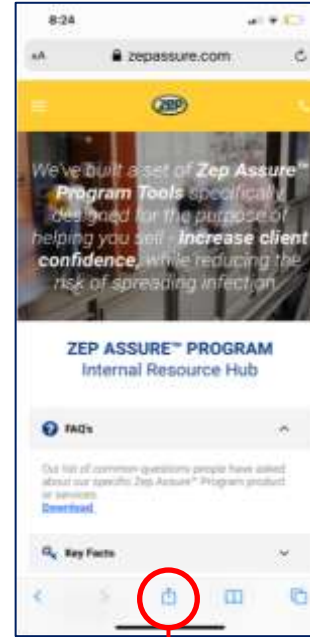 8:24
AA
zepassure.com
ZEP
We've built a set of Zep Assure™
Program Tools specifically
designed for the purpose of
helping you sell - Increase client
confidence, while reducing the
risk of spreading infection.
ZEP ASSURE™ PROGRAM
Internal Resource Hub
FAQ's
Our list of common questions people have asked
about our specific Zep Assure™ Program product
or services.
Download
Key Facts